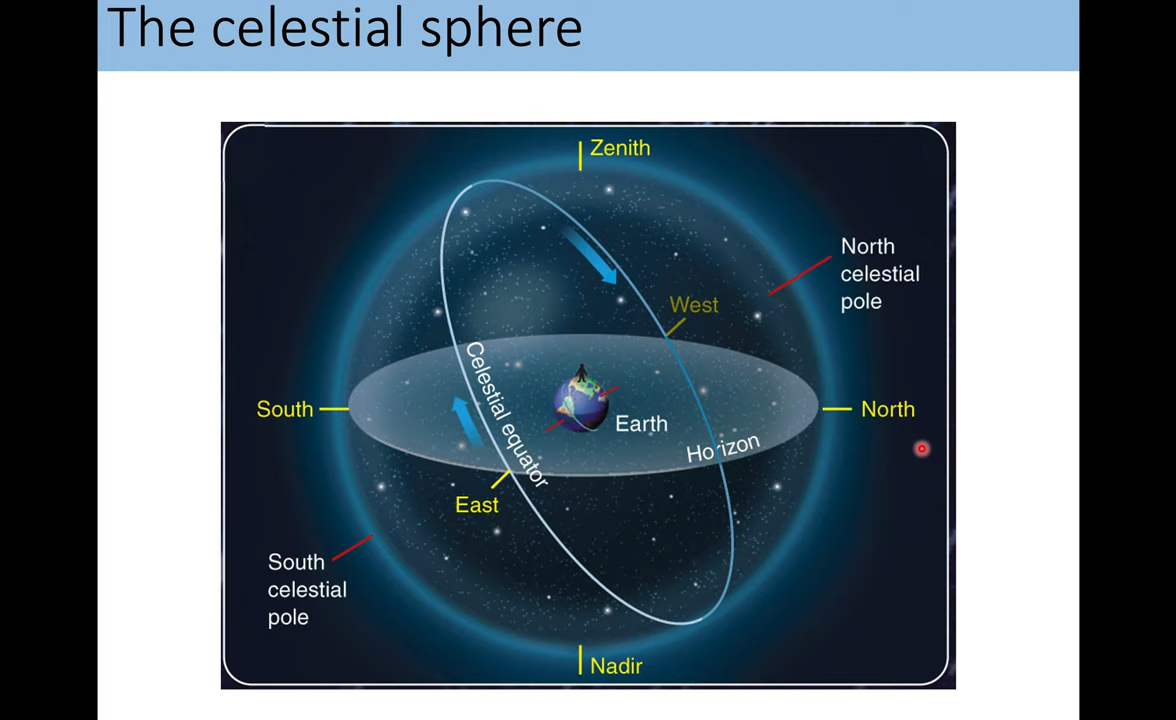 The celestial sphere
Zenith
North
celestial
pole
West
Celestial equator
South
North
Earth
Horizon
East
South
celestial
pole
Nadir